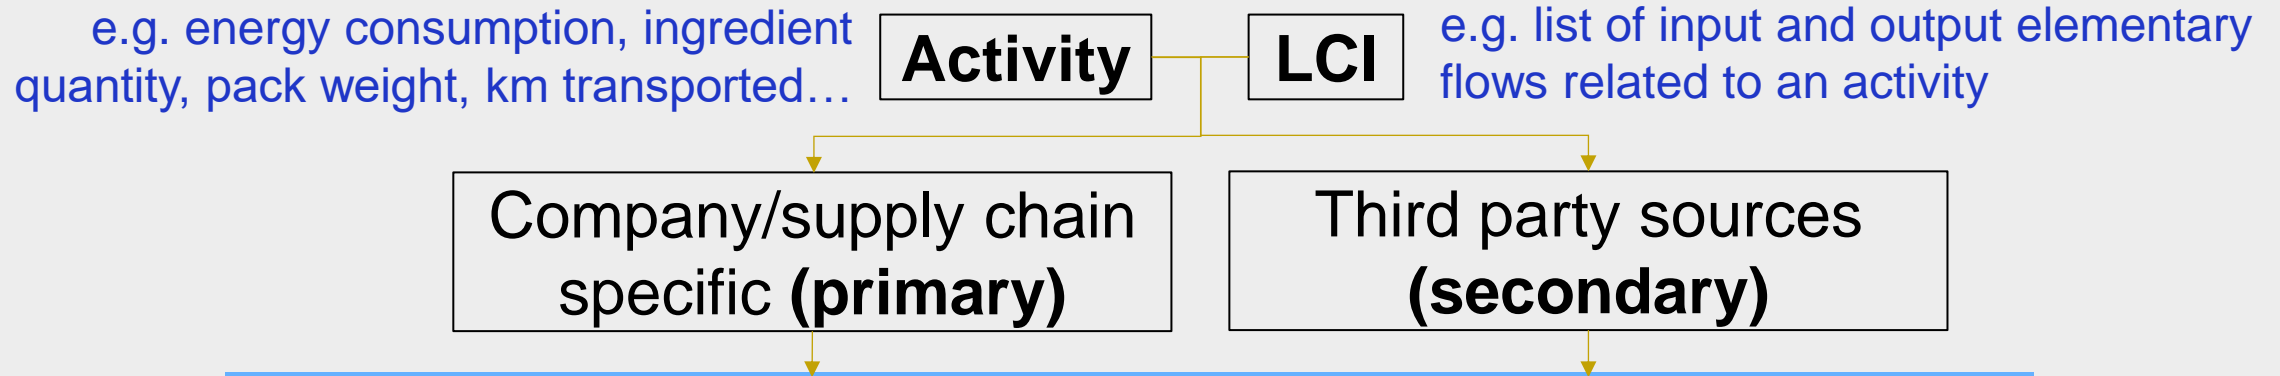 e.g. energy consumption, ingredient
quantity, pack weight, km transported…
Activity
LCI
e.g. list of input and output elementary
flows related to an activity
Company/supply chain
specific (primary)
Third party sources
(secondary)